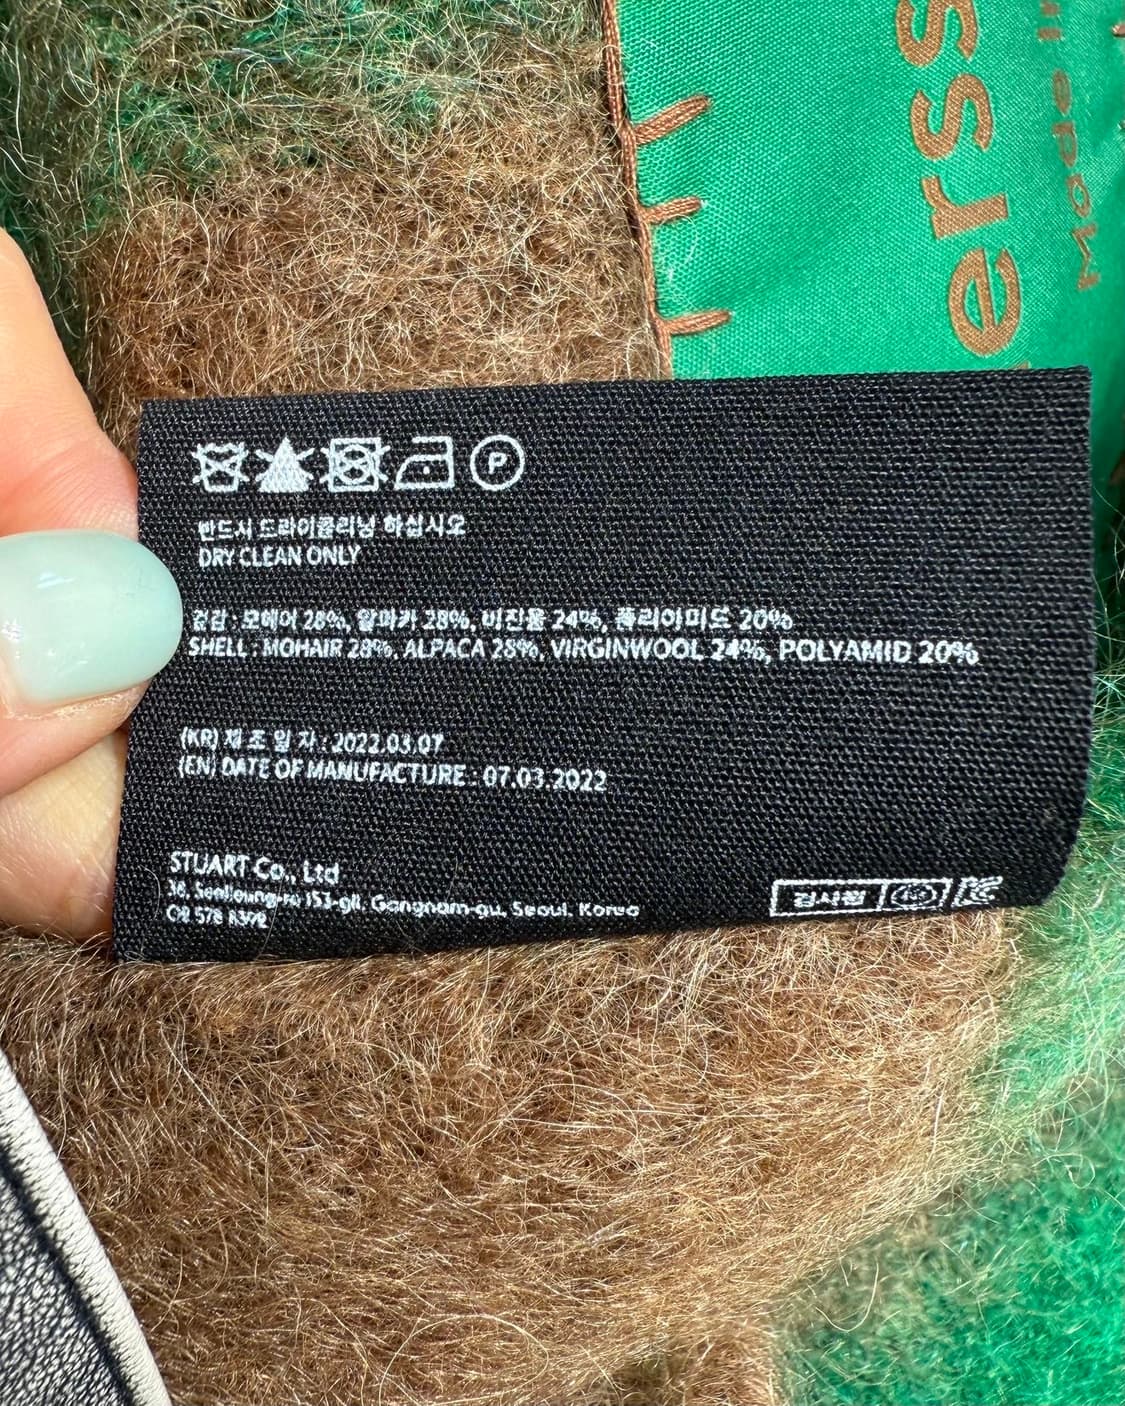 P
반드시 드라이클리닝 하십시오
DRY CLEAN ONLY
겉감 : 모헤어 28%, 알파카 28%, 버진울 24%, 폴리아미드 20%
SHELL : MOHAIR 28%, ALPACA 28%, VIRGINWOOL 24%, POLYAMID 20%
(KR) 제 조 일 자 : 2022.03.07
(EN) DATE OF MANUFACTURE : 07.03.2022
STUART Co., Ltd
Gangnam-gu, Seoul, Korea
erss
Made